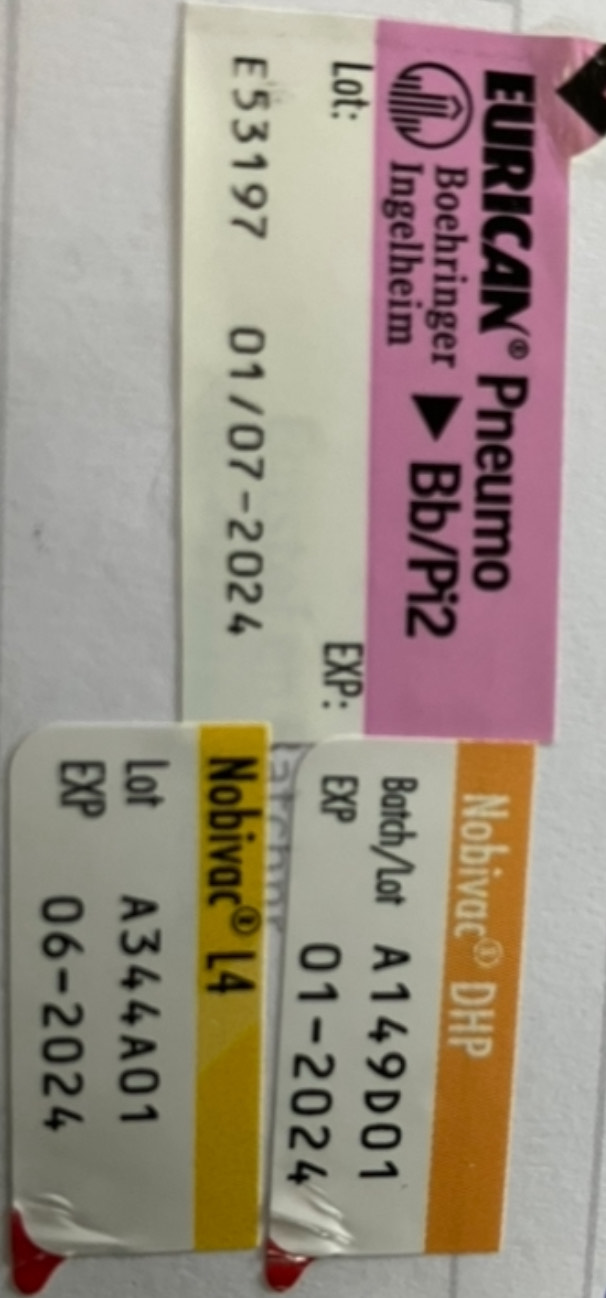 EURICAN® Pneumo
Boehringer
Ingelheim
▶ Bb/Pi2
Lot: EXP:
E53197 01/07-2024
Nobivac® DHP
Batch/Lot A149D01
EXP 01-2024
Nobivac® L4
Lot A344A01
EXP 06-2024